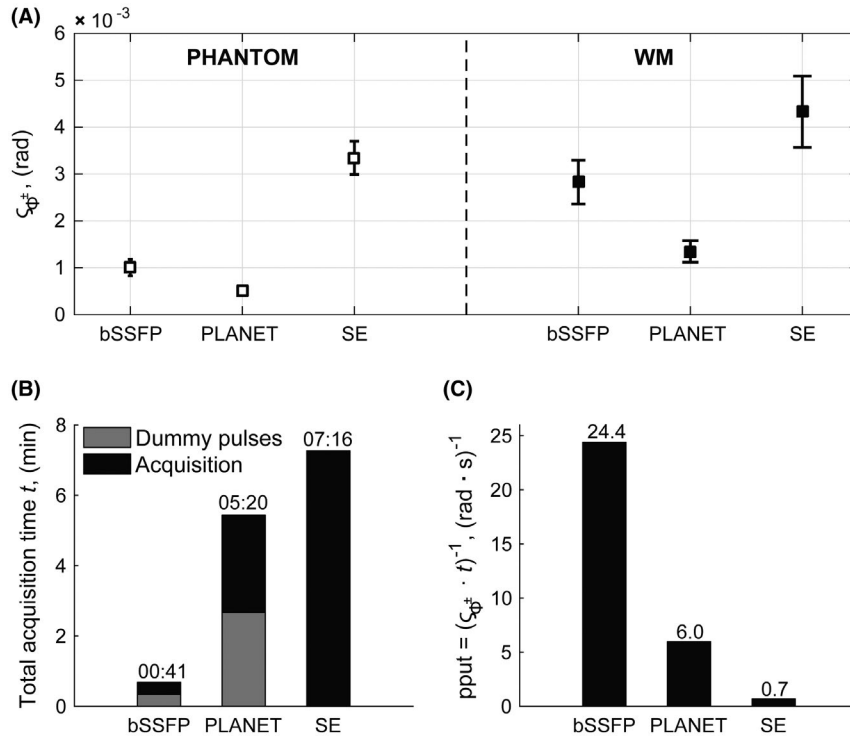 (A)
× 10⁻³
PHANTOM WM
ς_Φ±, (rad)
6
5
4
3
2
1
0
bSSFP PLANET SE bSSFP PLANET SE
(B)
Total acquisition time t, (min)
8
6
4
2
0
Dummy pulses
Acquisition
00:41 05:20 07:16
bSSFP PLANET SE
(C)
pput = (ς_Φ± · t)⁻¹, (rad · s)⁻¹
25
20
15
10
5
0
24.4 6.0 0.7
bSSFP PLANET SE